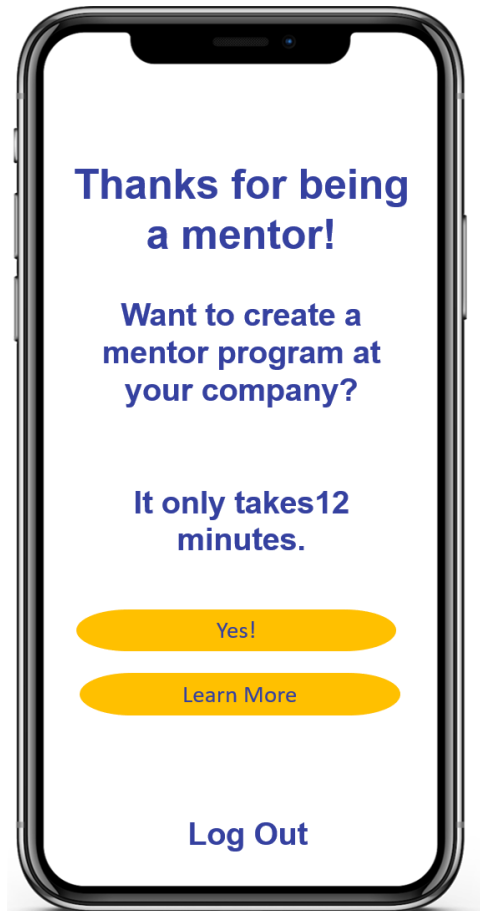 Thanks for being
a mentor!
Want to create a
mentor program at
your company?
It only takes12
minutes.
Yes!
Learn More
Log Out